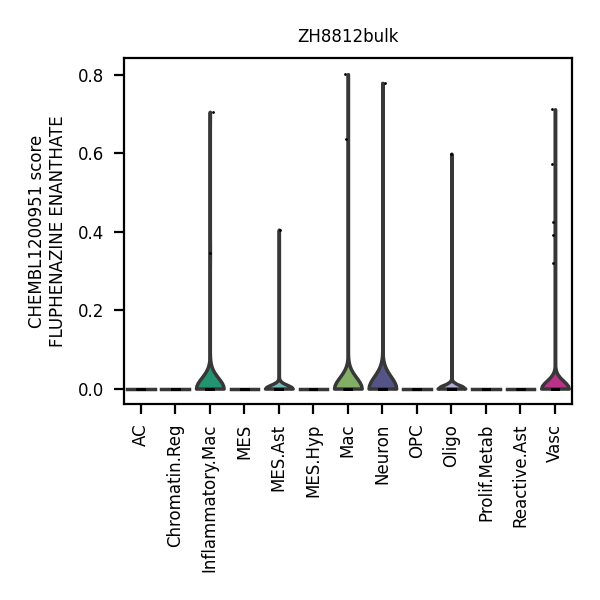 ZH8812bulk
CHEMBL1200951 score
FLUPHENAZINE ENANTHATE
0.8
0.6
0.4
0.2
0.0
AC
Chromatin.Reg
Inflammatory.Mac
MES
MES.Ast
MES.Hyp
Mac
Neuron
OPC
Oligo
Prolif.Metab
Reactive.Ast
Vasc